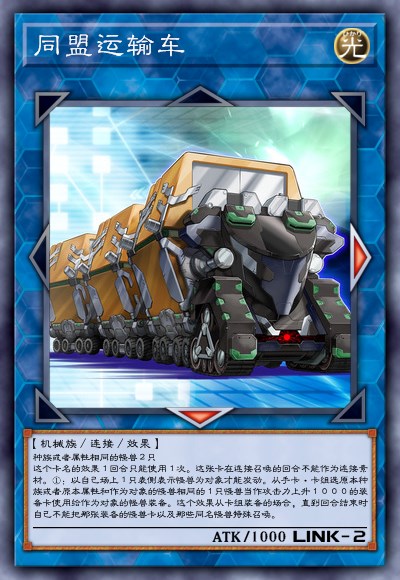 同盟运输车
光
【机械族/连接/效果】
种族或者属性相同的怪兽2只
这个卡名的效果1回合只能使用1次。这张卡在连接召唤的回合不能作为连接素
材。①：以自己场上1只表侧表示怪兽为对象才能发动。从手卡·卡组选原本种
族或者原本属性和作为对象的怪兽相同的1只怪兽当作攻击力上升1000的装
备卡使用给作为对象的怪兽装备。这个效果从卡组装备的场合，直到回合结束时
自己不能把那张装备的怪兽卡以及那些同名怪兽特殊召唤。
ATK/1000 LINK-2